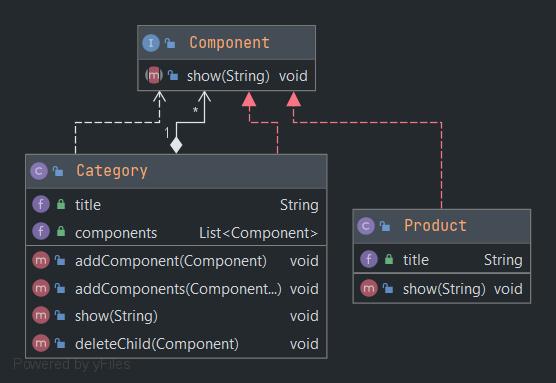 I Component
m show(String) void
*
1
C Category
f title String
f components List<Component>
m addComponent(Component) void
m addComponents(Component...) void
m show(String) void
m deleteChild(Component) void
C Product
f title String
m show(String) void
Powered by yFiles